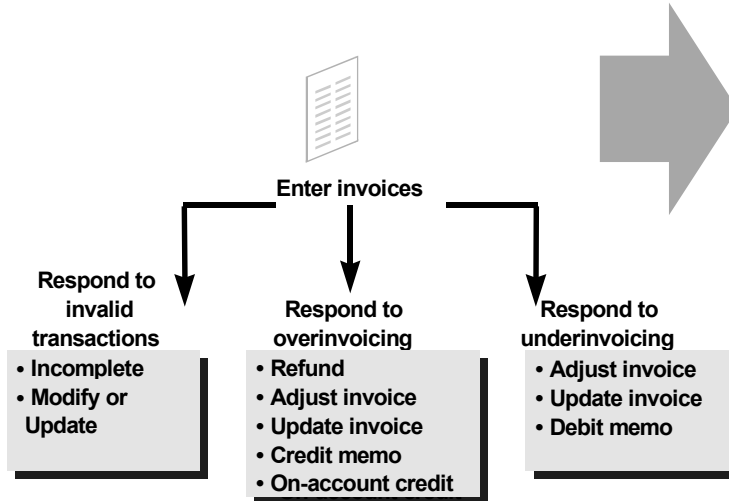 Enter invoices
Respond to
invalid
transactions
• Incomplete
• Modify or
Update
Respond to
overinvoicing
• Refund
• Adjust invoice
• Update invoice
• Credit memo
• On-account credit
Respond to
underinvoicing
• Adjust invoice
• Update invoice
• Debit memo